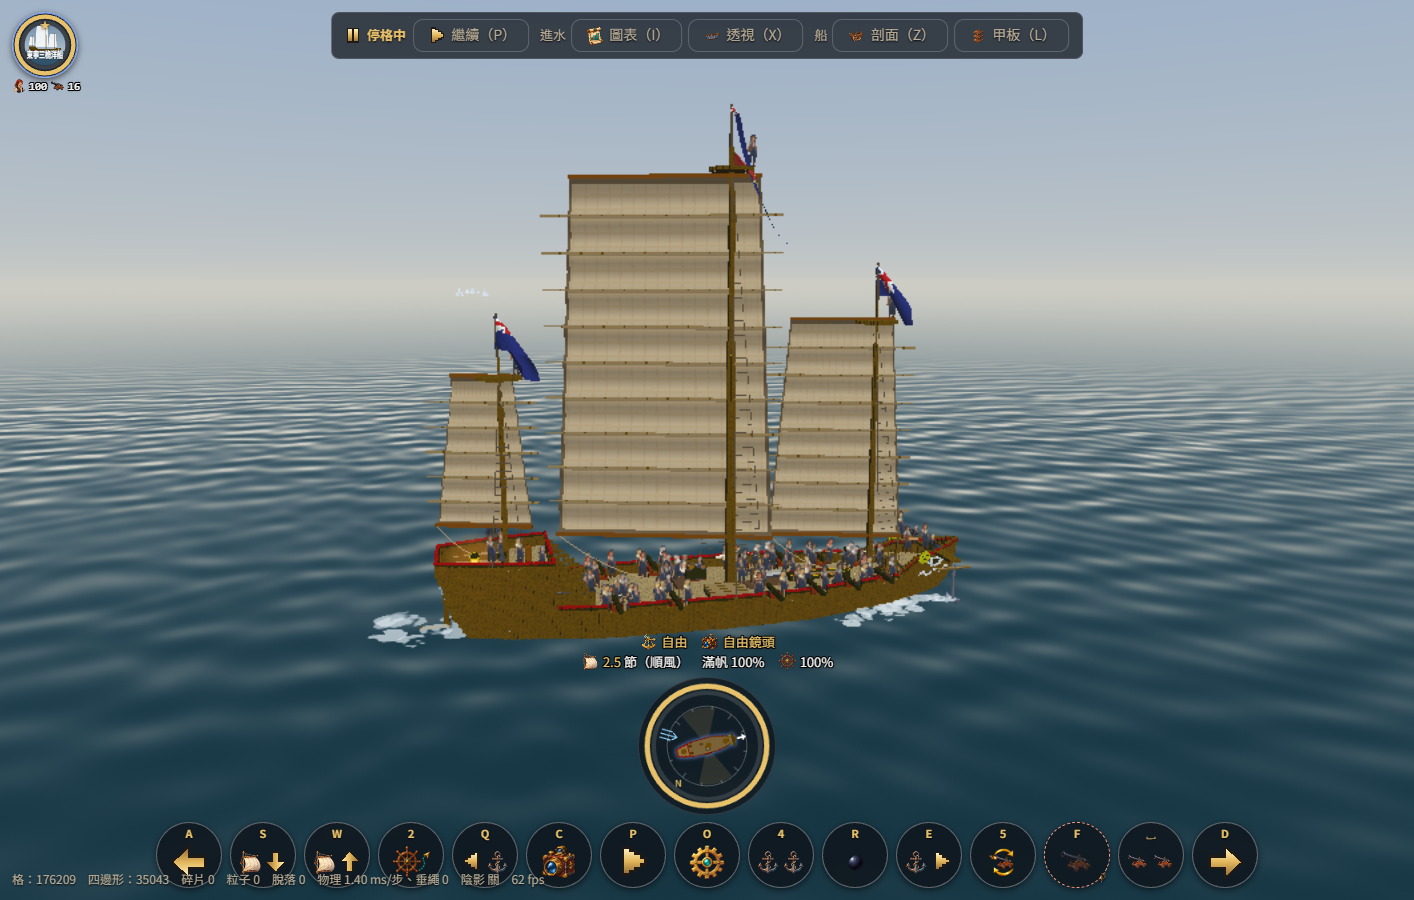 停格中 繼續（P） 進水 圖表（I） 透視（X） 船 剖面（Z） 甲板（L）
100 16
自由 自由鏡頭
2.5 節（順風） 滿帆 100% 100%
N
A S W 2 Q C P O 4 R E 5 F D
格：176209 四邊形：35043 碎片 0 粒子 0 脫落 0 物理 1.40 ms/步、垂繩 0 陰影 關 62 fps